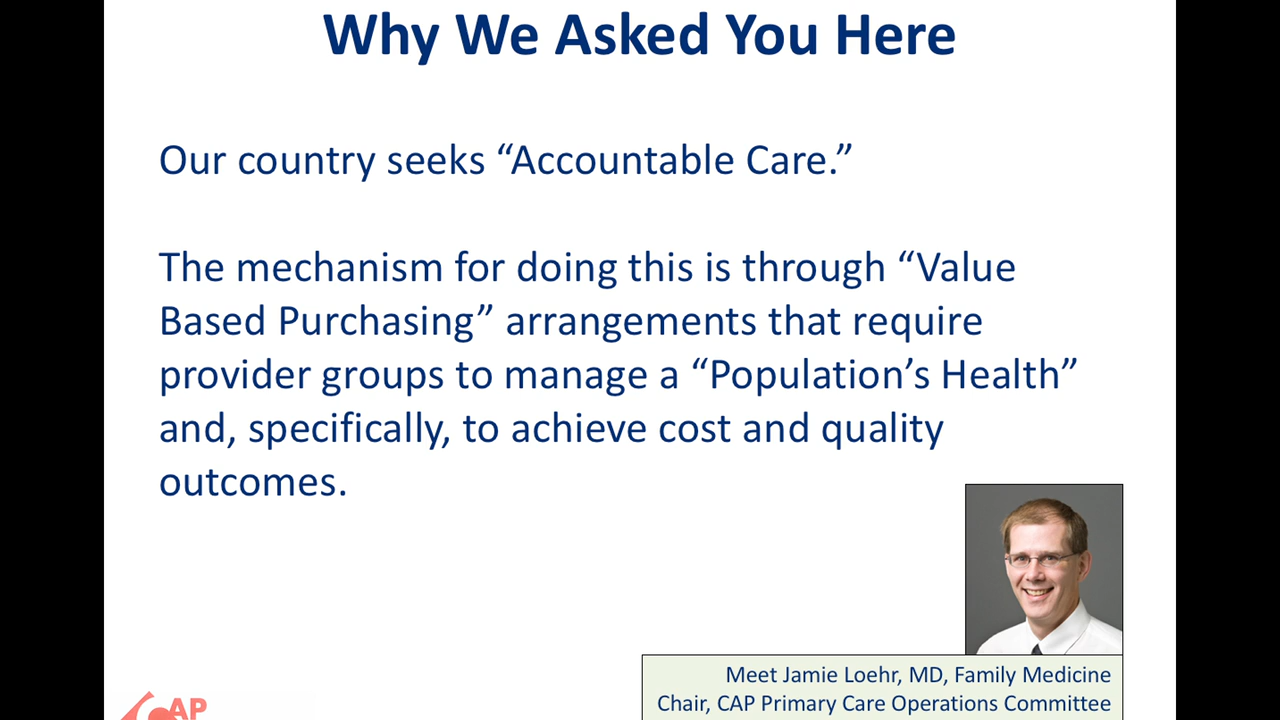 Why We Asked You Here
Our country seeks “Accountable Care.”
The mechanism for doing this is through “Value
Based Purchasing” arrangements that require
provider groups to manage a “Population’s Health”
and, specifically, to achieve cost and quality
outcomes.
Meet Jamie Loehr, MD, Family Medicine
Chair, CAP Primary Care Operations Committee
AP